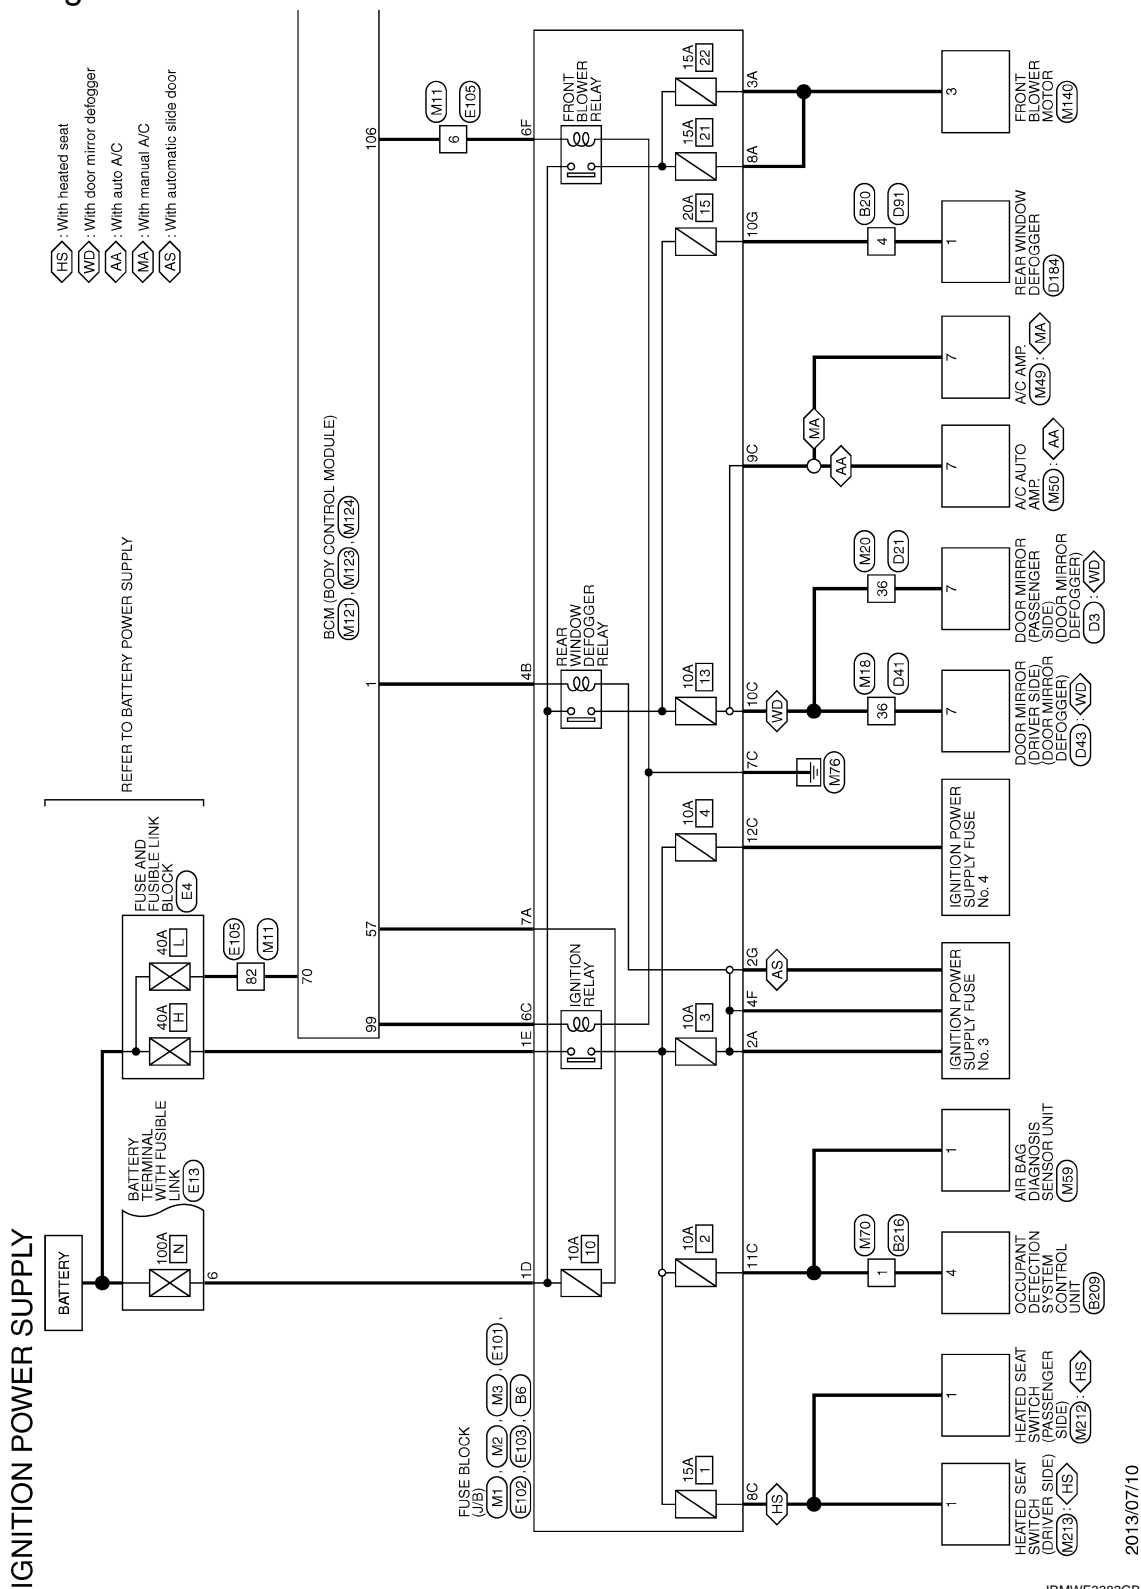 IGNITION POWER SUPPLY
BATTERY
BATTERY
TERMINAL
WITH FUSIBLE
LINK
E13
100A
N
6
FUSE AND
FUSIBLE LINK
BLOCK
E4
40A
H
40A
L
REFER TO BATTERY POWER SUPPLY
HS : With heated seat
WD : With door mirror defogger
AA : With auto A/C
MA : With manual A/C
AS : With automatic slide door
E105
82
M11
70
BCM (BODY CONTROL MODULE)
M121 , M123 , M124
99
57
1
106
M11
6
E105
FUSE BLOCK
(J/B)
M1 , M2 , M3 , E101 ,
E102 , E103 , B6
1D
1E
6C
7A
4B
6F
10A
10
IGNITION
RELAY
REAR
WINDOW
DEFOGGER
RELAY
FRONT
BLOWER
RELAY
15A
1
10A
2
10A
3
10A
4
10A
13
20A
15
15A
21
15A
22
8C
11C
2A
4F
2G
12C
7C
10C
9C
10G
8A
3A
HS
AS
M76
WD
MA
AA
M70
1
B216
M18
36
D41
M20
36
D21
B20
4
D91
1
HEATED SEAT
SWITCH
(DRIVER SIDE)
M213 : HS
1
HEATED SEAT
SWITCH
(PASSENGER
SIDE)
M212 : HS
4
OCCUPANT
DETECTION
SYSTEM
CONTROL
UNIT
B209
1
AIR BAG
DIAGNOSIS
SENSOR UNIT
M59
IGNITION POWER
SUPPLY FUSE
No. 3
IGNITION POWER
SUPPLY FUSE
No. 4
7
DOOR MIRROR
(DRIVER SIDE)
(DOOR MIRROR
DEFOGGER)
D43 : WD
7
DOOR MIRROR
(PASSENGER
SIDE)
(DOOR MIRROR
DEFOGGER)
D3 : WD
7
A/C AUTO
AMP.
M50 : AA
7
A/C AMP.
M49 : MA
1
REAR WINDOW
DEFOGGER
D184
3
FRONT
BLOWER
MOTOR
M140
2013/07/10